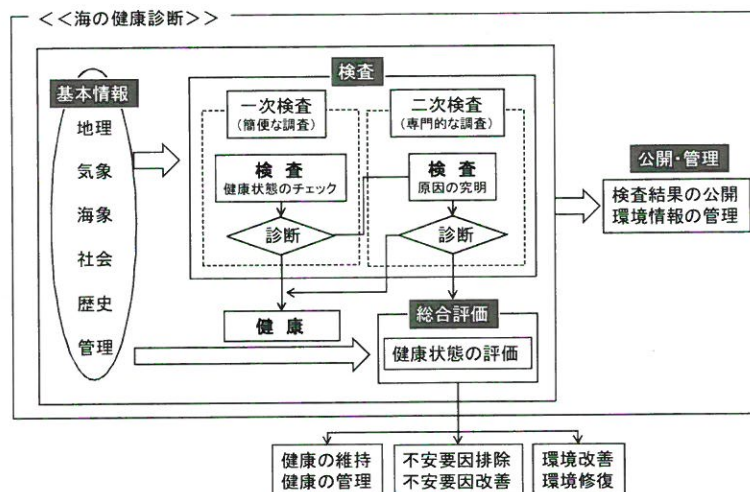 <<海の健康診断>>
基本情報
地理
気象
海象
社会
歴史
管理
検査
一次検査
(簡便な調査)
検 査
健康状態のチェック
診断
二次検査
(専門的な調査)
検 査
原因の究明
診断
健 康
総合評価
健康状態の評価
公開・管理
検査結果の公開
環境情報の管理
健康の維持
健康の管理
不安要因排除
不安要因改善
環境改善
環境修復